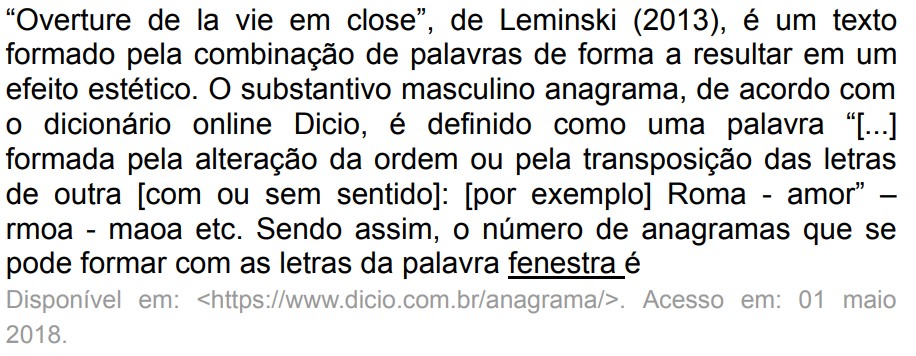 “Overture de la vie em close”, de Leminski (2013), é um texto
formado pela combinação de palavras de forma a resultar em um
efeito estético. O substantivo masculino anagrama, de acordo com
o dicionário online Dicio, é definido como uma palavra “[...]
formada pela alteração da ordem ou pela transposição das letras
de outra [com ou sem sentido]: [por exemplo] Roma - amor” –
rmoa - maoa etc. Sendo assim, o número de anagramas que se
pode formar com as letras da palavra fenestra é
Disponível em: <https://www.dicio.com.br/anagrama/>. Acesso em: 01 maio
2018.